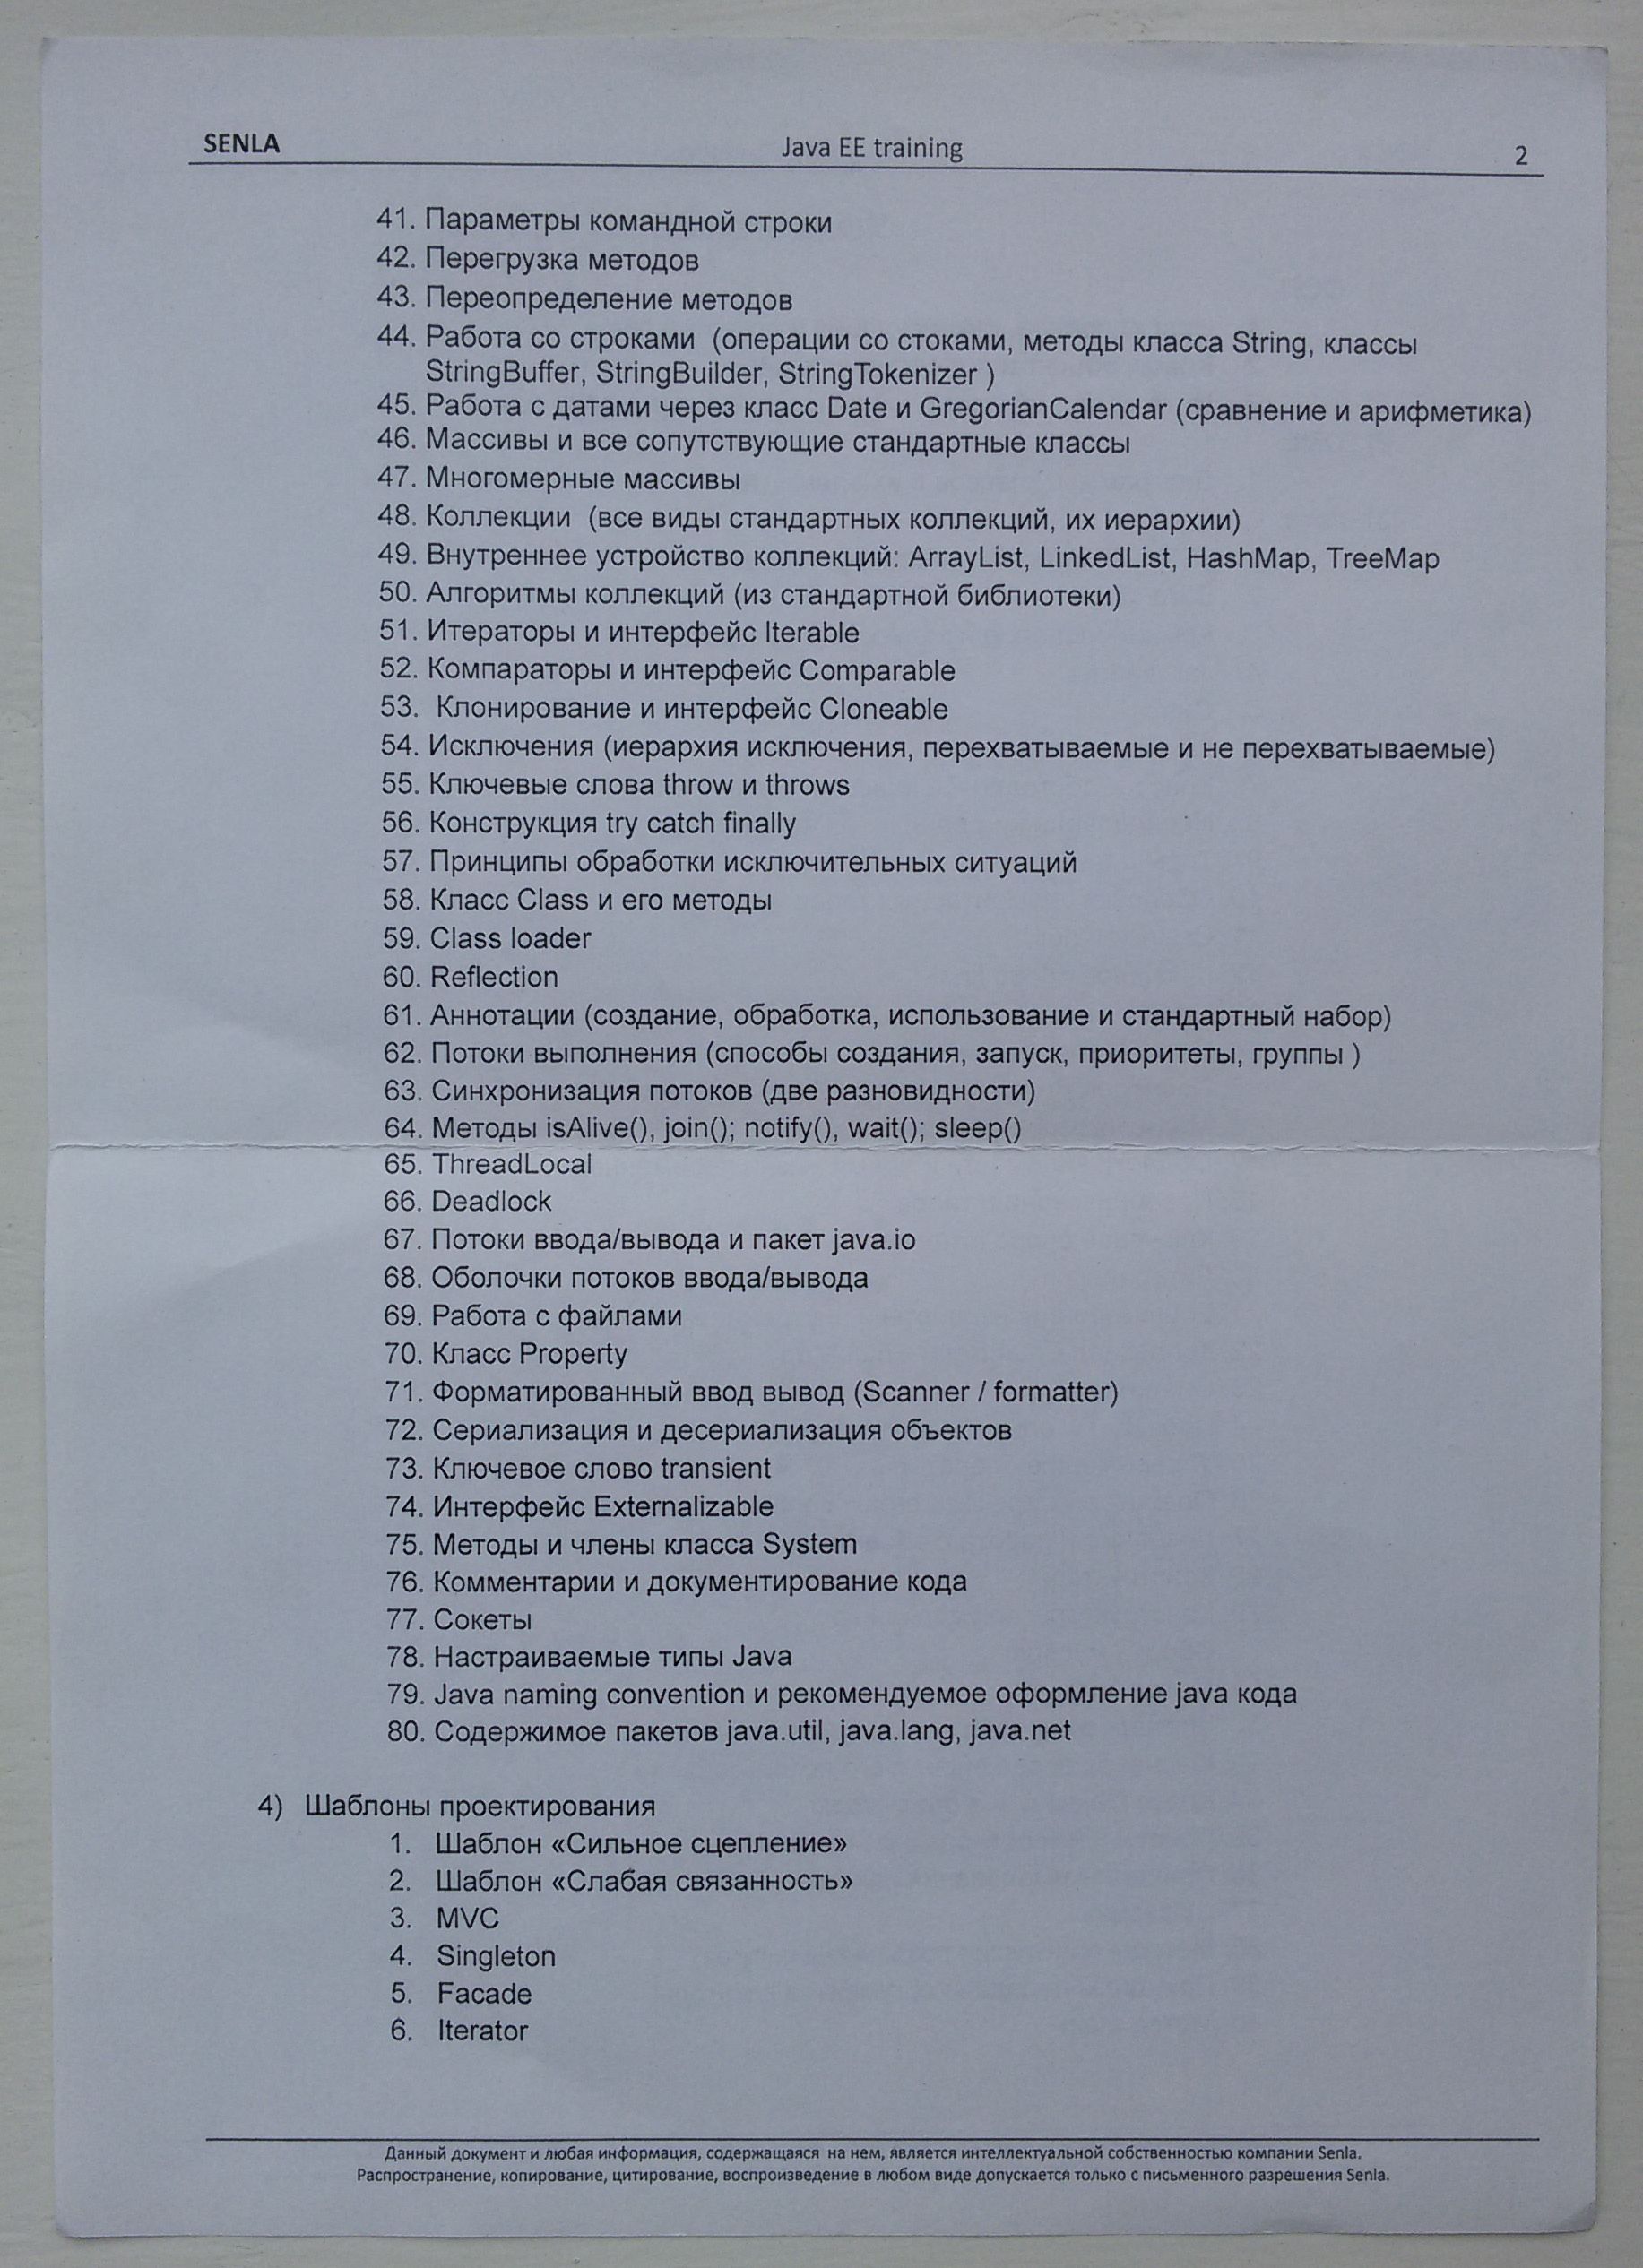 SENLA Java EE training 2
41. Параметры командной строки
42. Перегрузка методов
43. Переопределение методов
44. Работа со строками (операции со стоками, методы класса String, классы
StringBuffer, StringBuilder, StringTokenizer )
45. Работа с датами через класс Date и GregorianCalendar (сравнение и арифметика)
46. Массивы и все сопутствующие стандартные классы
47. Многомерные массивы
48. Коллекции (все виды стандартных коллекций, их иерархии)
49. Внутреннее устройство коллекций: ArrayList, LinkedList, HashMap, TreeMap
50. Алгоритмы коллекций (из стандартной библиотеки)
51. Итераторы и интерфейс Iterable
52. Компараторы и интерфейс Comparable
53. Клонирование и интерфейс Cloneable
54. Исключения (иерархия исключения, перехватываемые и не перехватываемые)
55. Ключевые слова throw и throws
56. Конструкция try catch finally
57. Принципы обработки исключительных ситуаций
58. Класс Class и его методы
59. Class loader
60. Reflection
61. Аннотации (создание, обработка, использование и стандартный набор)
62. Потоки выполнения (способы создания, запуск, приоритеты, группы )
63. Синхронизация потоков (две разновидности)
64. Методы isAlive(), join(); notify(), wait(); sleep()
65. ThreadLocal
66. Deadlock
67. Потоки ввода/вывода и пакет java.io
68. Оболочки потоков ввода/вывода
69. Работа с файлами
70. Класс Property
71. Форматированный ввод вывод (Scanner / formatter)
72. Сериализация и десериализация объектов
73. Ключевое слово transient
74. Интерфейс Externalizable
75. Методы и члены класса System
76. Комментарии и документирование кода
77. Сокеты
78. Настраиваемые типы Java
79. Java naming convention и рекомендуемое оформление java кода
80. Содержимое пакетов java.util, java.lang, java.net
4) Шаблоны проектирования
1. Шаблон «Сильное сцепление»
2. Шаблон «Слабая связанность»
3. MVC
4. Singleton
5. Facade
6. Iterator
Данный документ и любая информация, содержащаяся на нем, является интеллектуальной собственностью компании Senla.
Распространение, копирование, цитирование, воспроизведение в любом виде допускается только с письменного разрешения Senla.